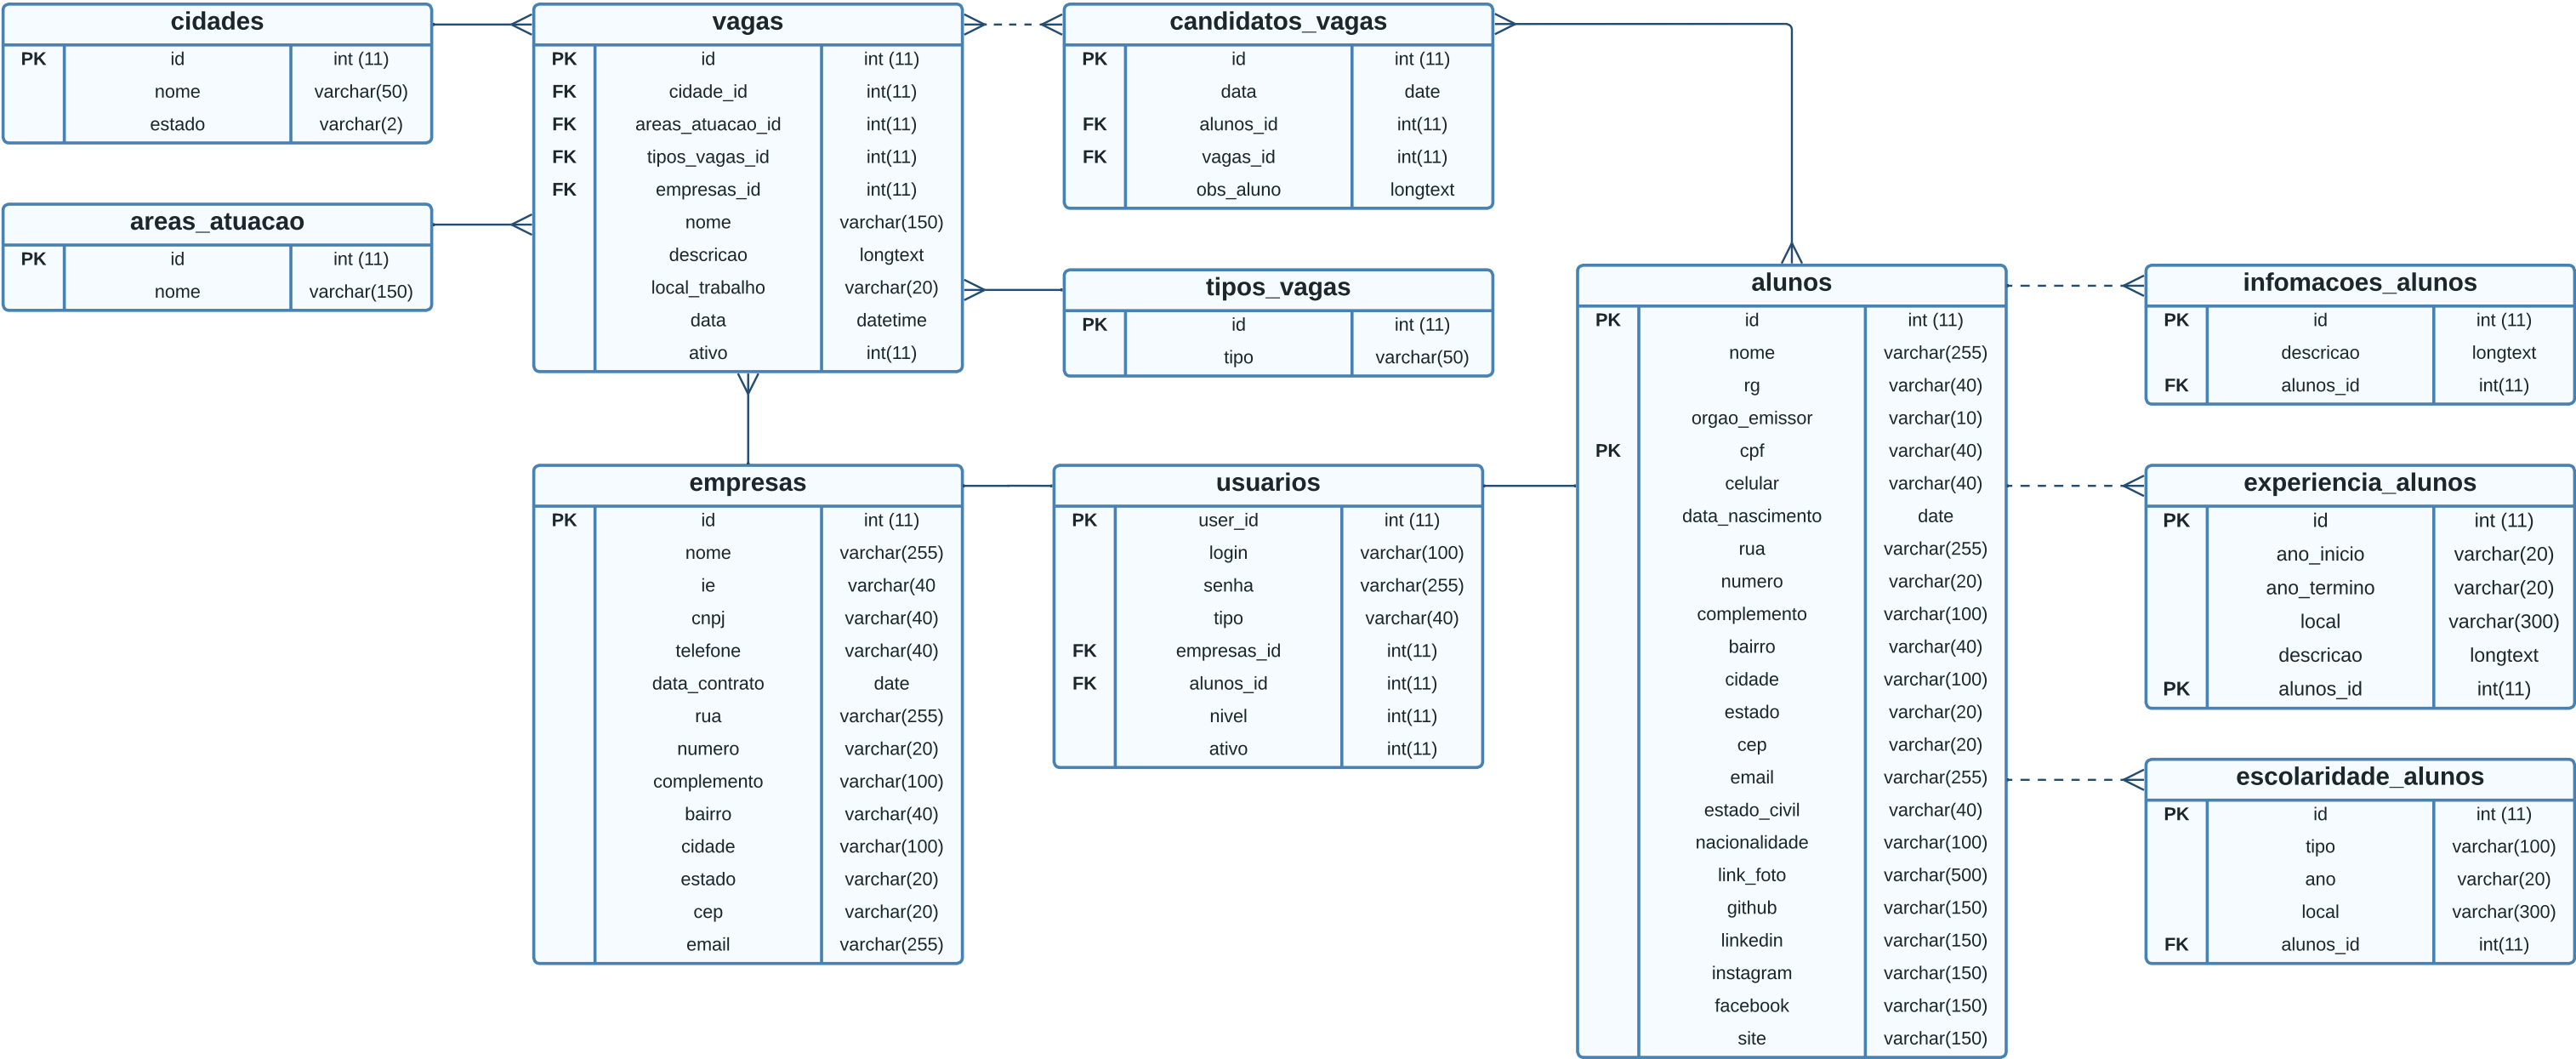 cidades
PK id int (11)
nome varchar(50)
estado varchar(2)
areas_atuacao
PK id int (11)
nome varchar(150)
vagas
PK id int (11)
FK cidade_id int(11)
FK areas_atuacao_id int(11)
FK tipos_vagas_id int(11)
FK empresas_id int(11)
nome varchar(150)
descricao longtext
local_trabalho varchar(20)
data datetime
ativo int(11)
candidatos_vagas
PK id int (11)
data date
FK alunos_id int(11)
FK vagas_id int(11)
obs_aluno longtext
tipos_vagas
PK id int (11)
tipo varchar(50)
empresas
PK id int (11)
nome varchar(255)
ie varchar(40
cnpj varchar(40)
telefone varchar(40)
data_contrato date
rua varchar(255)
numero varchar(20)
complemento varchar(100)
bairro varchar(40)
cidade varchar(100)
estado varchar(20)
cep varchar(20)
email varchar(255)
usuarios
PK user_id int (11)
login varchar(100)
senha varchar(255)
tipo varchar(40)
FK empresas_id int(11)
FK alunos_id int(11)
nivel int(11)
ativo int(11)
alunos
PK id int (11)
nome varchar(255)
rg varchar(40)
orgao_emissor varchar(10)
PK cpf varchar(40)
celular varchar(40)
data_nascimento date
rua varchar(255)
numero varchar(20)
complemento varchar(100)
bairro varchar(40)
cidade varchar(100)
estado varchar(20)
cep varchar(20)
email varchar(255)
estado_civil varchar(40)
nacionalidade varchar(100)
link_foto varchar(500)
github varchar(150)
linkedin varchar(150)
instagram varchar(150)
facebook varchar(150)
site varchar(150)
infomacoes_alunos
PK id int (11)
descricao longtext
FK alunos_id int(11)
experiencia_alunos
PK id int (11)
ano_inicio varchar(20)
ano_termino varchar(20)
local varchar(300)
descricao longtext
PK alunos_id int(11)
escolaridade_alunos
PK id int (11)
tipo varchar(100)
ano varchar(20)
local varchar(300)
FK alunos_id int(11)